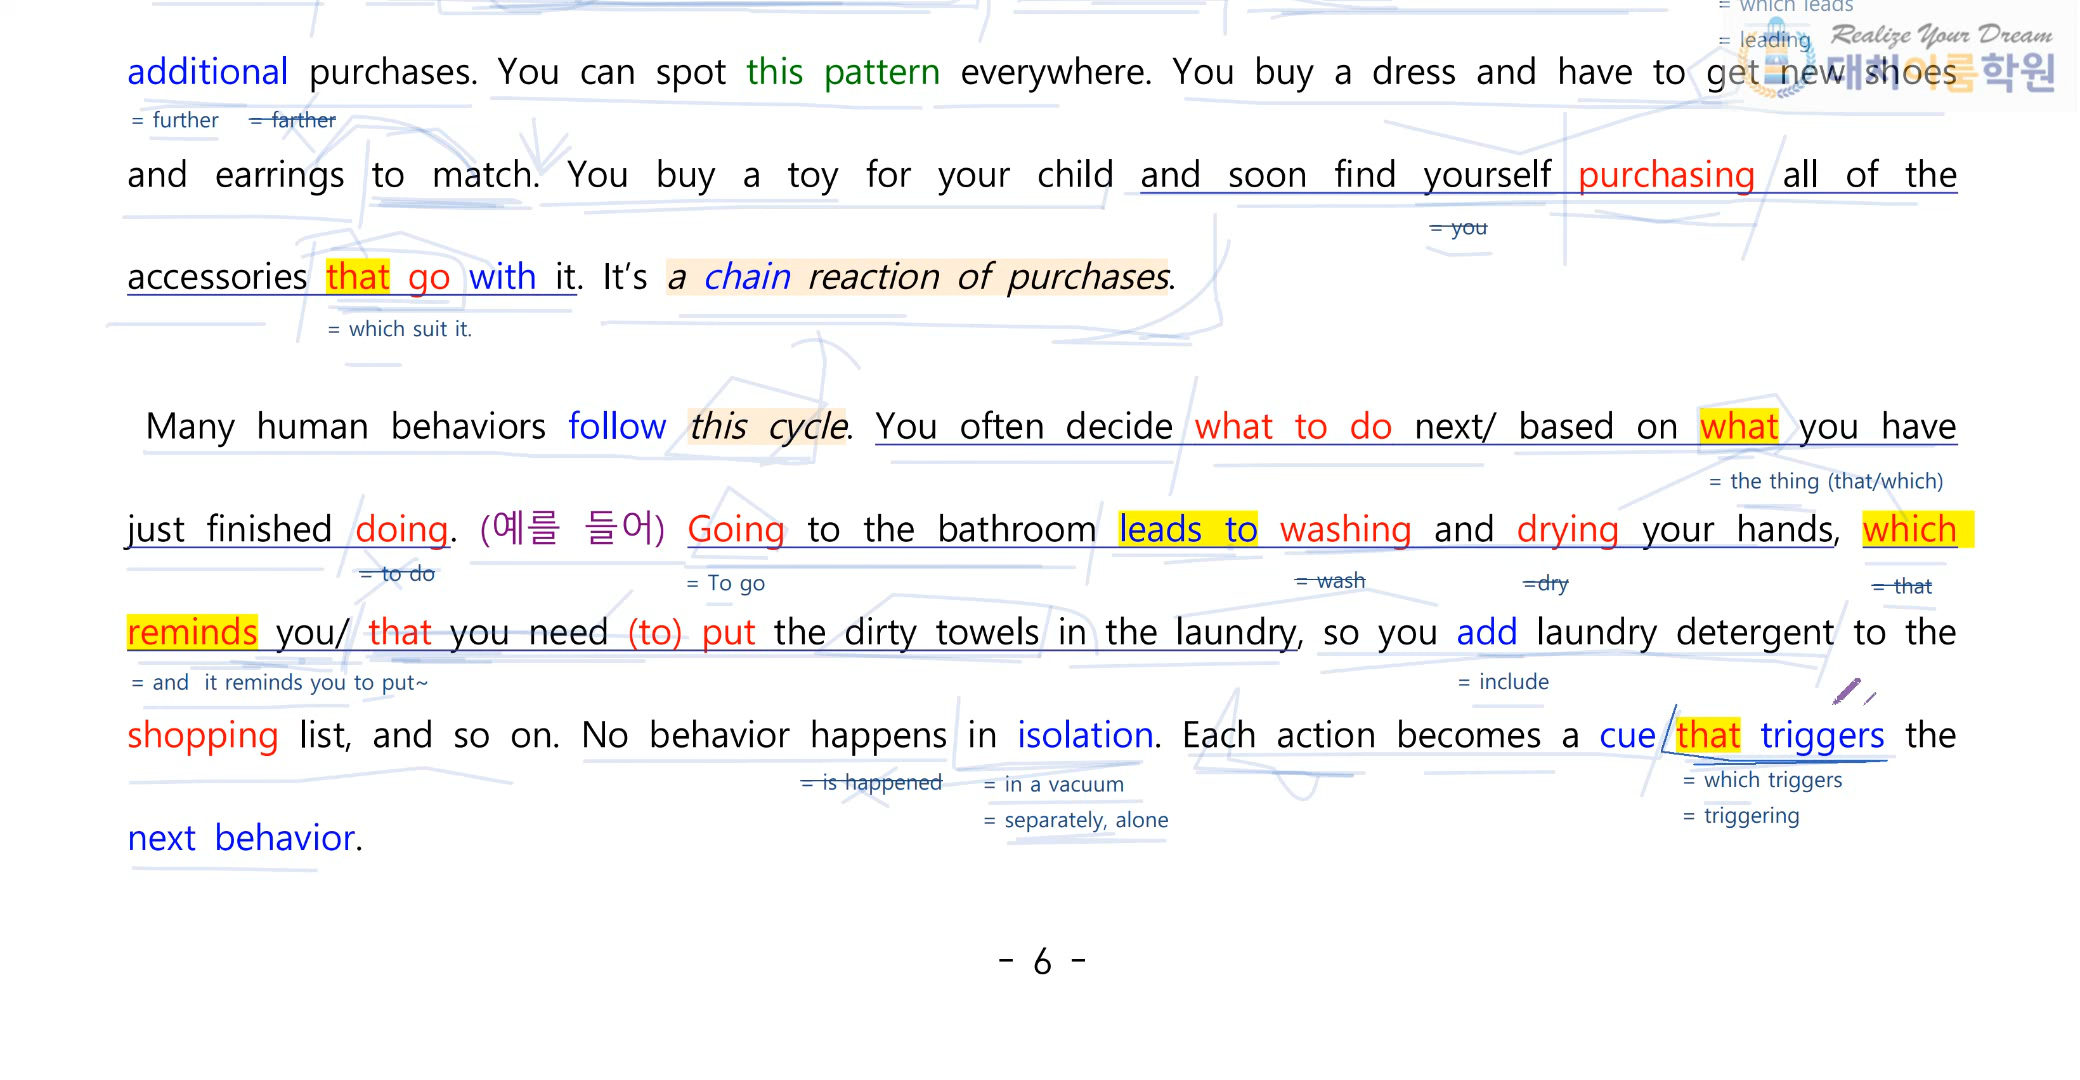 = which leads
= leading
Realize Your Dream
대치이룸학원
additional purchases. You can spot this pattern everywhere. You buy a dress and have to get new shoes
= further = farther
and earrings to match. You buy a toy for your child and soon find yourself purchasing all of the
= you
accessories that go with it. It's a chain reaction of purchases.
= which suit it.
Many human behaviors follow this cycle. You often decide what to do next/ based on what you have
= the thing (that/which)
just finished doing. (예를 들어) Going to the bathroom leads to washing and drying your hands, which
= to do = To go = wash =dry = that
reminds you/ that you need (to) put the dirty towels in the laundry, so you add laundry detergent to the
= and it reminds you to put~ = include
shopping list, and so on. No behavior happens in isolation. Each action becomes a cue that triggers the
= is happened = in a vacuum = which triggers
= separately, alone = triggering
next behavior.
- 6 -